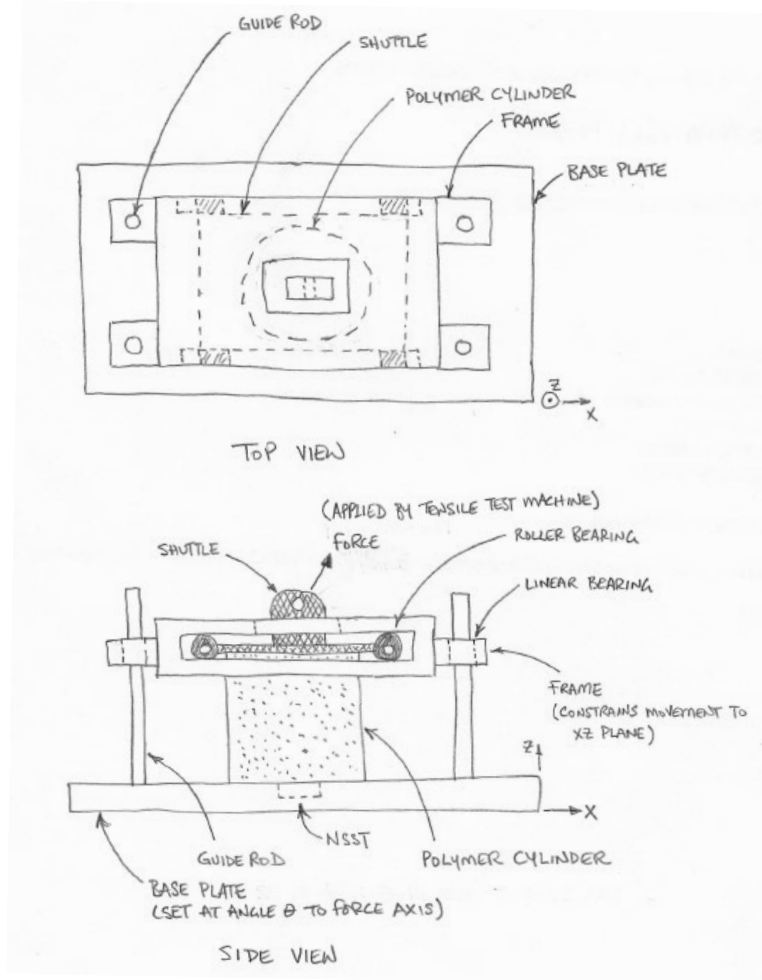 GUIDE ROD
SHUTTLE
POLYMER CYLINDER
FRAME
BASE PLATE
Z
X
TOP VIEW
(APPLIED BY TENSILE TEST MACHINE)
FORCE
ROLLER BEARING
SHUTTLE
LINEAR BEARING
FRAME
(CONSTRAINS MOVEMENT TO
XZ PLANE)
Z
X
NSST
GUIDE ROD
POLYMER CYLINDER
BASE PLATE
(SET AT ANGLE θ TO FORCE AXIS)
SIDE VIEW